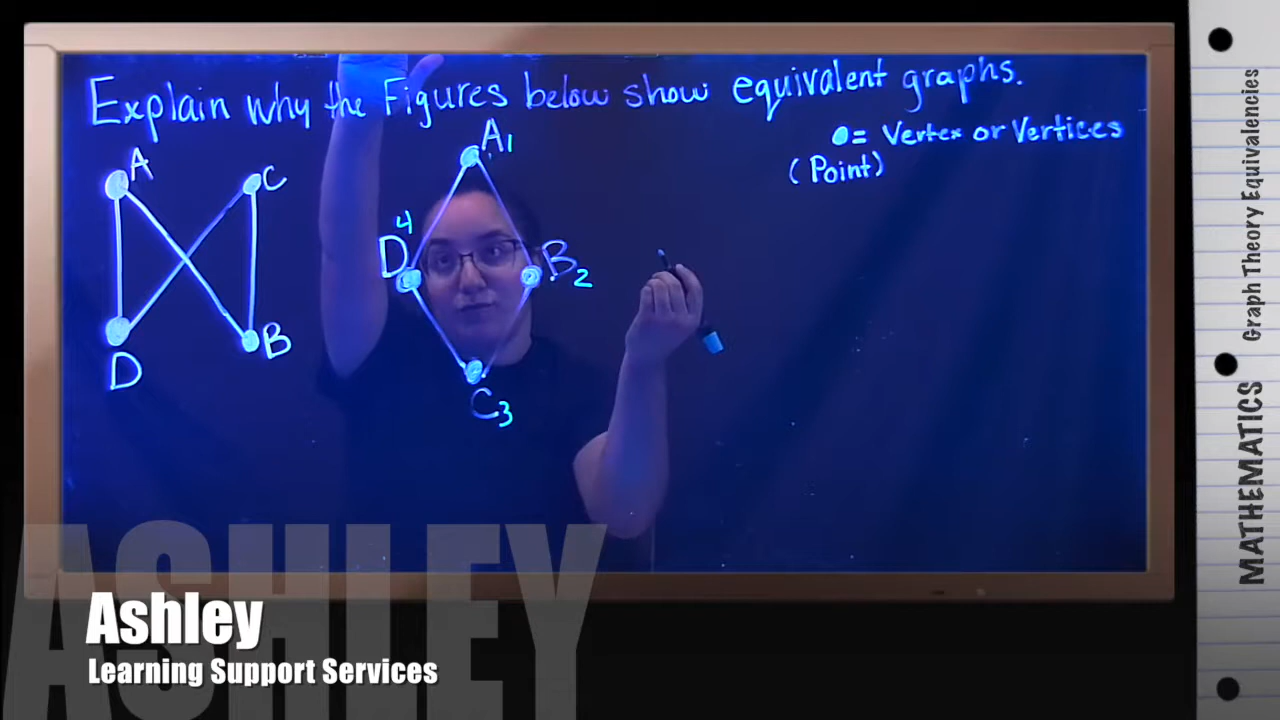 Explain why the Figures below show equivalent graphs.
= Vertex or Vertices
(Point)
A
C
D
B
A1
D4
B2
C3
ASHLEY
Ashley
Learning Support Services
MATHEMATICS
Graph Theory Equivalencies